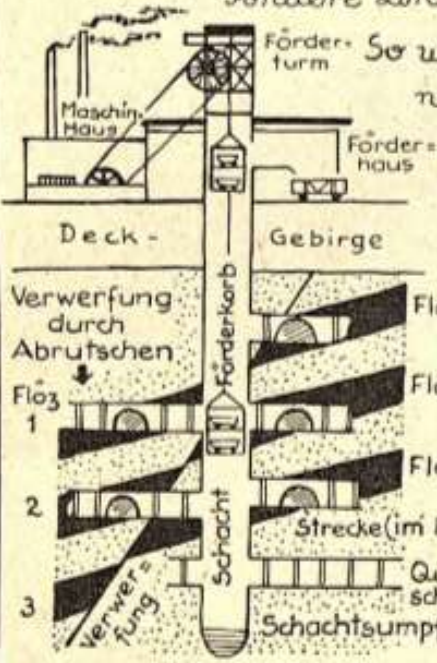 Förder-
turm
So
Maschin.
Haus
Förder=
haus
Deck-
Gebirge
Verwerfung
durch
Abrutschen
Förderkorb
Flöz
1
2
3
Schacht
Strecke (im
Verwer=
fung
Schachtsump